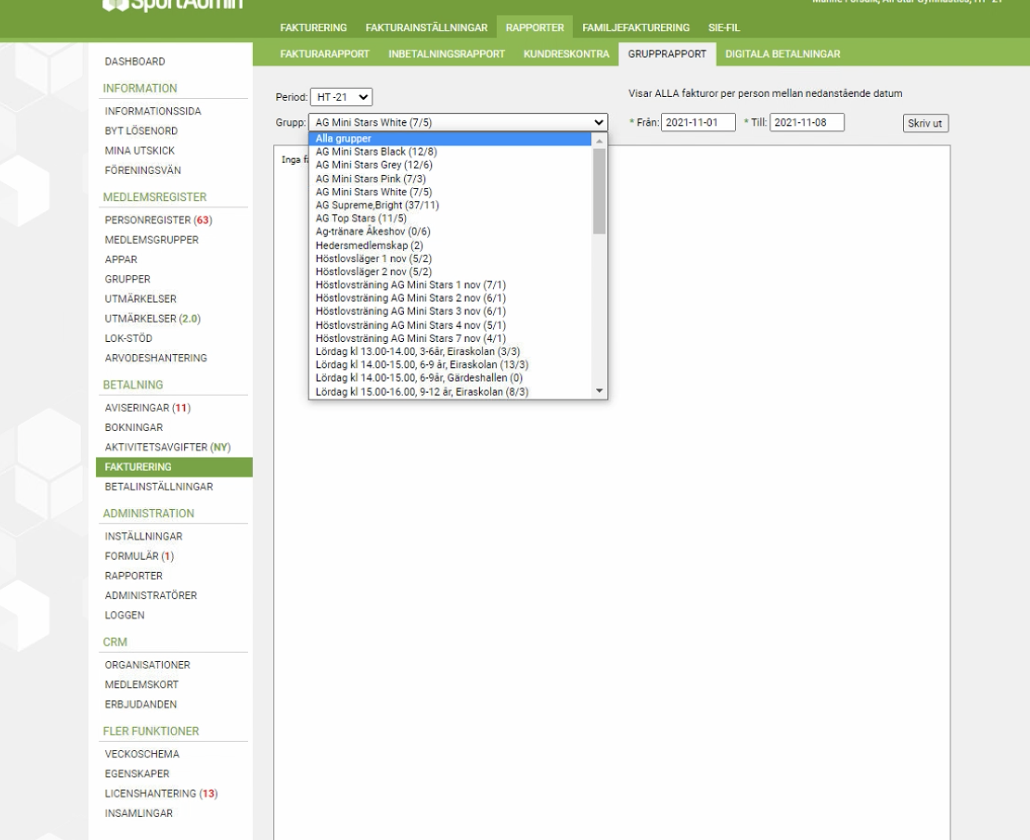 SportAdmin
FAKTURERING FAKTURAINSTÄLLNINGAR RAPPORTER FAMILJEFAKTURERING SIE-FIL
FAKTURARAPPORT INBETALNINGSRAPPORT KUNDRESKONTRA GRUPPRAPPORT DIGITALA BETALNINGAR
DASHBOARD
INFORMATION
INFORMATIONSSIDA
BYT LÖSENORD
MINA UTSKICK
FÖRENINGSVÄN
MEDLEMSREGISTER
PERSONREGISTER (63)
MEDLEMSGRUPPER
APPAR
GRUPPER
UTMÄRKELSER
UTMÄRKELSER (2.0)
LOK-STÖD
ARVODESHANTERING
BETALNING
AVISERINGAR (11)
BOKNINGAR
AKTIVITETSAVGIFTER (NY)
FAKTURERING
BETALINSTÄLLNINGAR
ADMINISTRATION
INSTÄLLNINGAR
FORMULÄR (1)
RAPPORTER
ADMINISTRATÖRER
LOGGEN
CRM
ORGANISATIONER
MEDLEMSKORT
ERBJUDANDEN
FLER FUNKTIONER
VECKOSCHEMA
EGENSKAPER
LICENSHANTERING (13)
INSAMLINGAR
Period: HT -21
Visar ALLA fakturor per person mellan nedanstående datum
Grupp: AG Mini Stars White (7/5)
* Från: 2021-11-01 * Till: 2021-11-08 Skriv ut
Inga
Alla grupper
AG Mini Stars Black (12/8)
AG Mini Stars Grey (12/6)
AG Mini Stars Pink (7/3)
AG Mini Stars White (7/5)
AG Supreme,Bright (37/11)
AG Top Stars (11/5)
Ag-tränare Åkeshov (0/6)
Hedersmedlemskap (2)
Höstlovsläger 1 nov (5/2)
Höstlovsläger 2 nov (5/2)
Höstlovsträning AG Mini Stars 1 nov (7/1)
Höstlovsträning AG Mini Stars 2 nov (6/1)
Höstlovsträning AG Mini Stars 3 nov (6/1)
Höstlovsträning AG Mini Stars 4 nov (5/1)
Höstlovsträning AG Mini Stars 7 nov (4/1)
Lördag kl 13.00-14.00, 3-6år, Eiraskolan (3/3)
Lördag kl 14.00-15.00, 6-9 år, Eiraskolan (13/3)
Lördag kl 14.00-15.00, 6-9år, Gärdeshallen (0)
Lördag kl 15.00-16.00, 9-12 år, Eiraskolan (8/3)